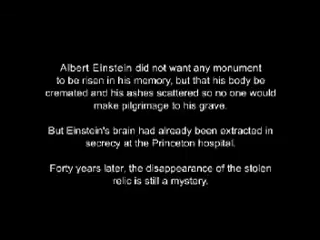 Albert Einstein did not want any monument
to be risen in his memory, but that his body be
cremated and his ashes scattered so no one would
make pilgrimage to his grave.
But Einstein's brain had already been extracted in
secrecy at the Princeton hospital.
Forty years later, the disappearance of the stolen
relic is still a mystery.